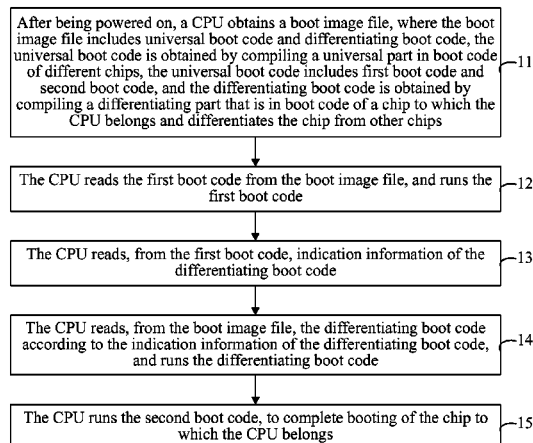 After being powered on, a CPU obtains a boot image file, where the boot
image file includes universal boot code and differentiating boot code, the
universal boot code is obtained by compiling a universal part in boot code
of different chips, the universal boot code includes first boot code and
second boot code, and the differentiating boot code is obtained by
compiling a differentiating part that is in boot code of a chip to which the
CPU belongs and differentiates the chip from other chips
11
The CPU reads the first boot code from the boot image file, and runs the
first boot code
12
The CPU reads, from the first boot code, indication information of the
differentiating boot code
13
The CPU reads, from the boot image file, the differentiating boot code
according to the indication information of the differentiating boot code,
and runs the differentiating boot code
14
The CPU runs the second boot code, to complete booting of the chip to
which the CPU belongs
15